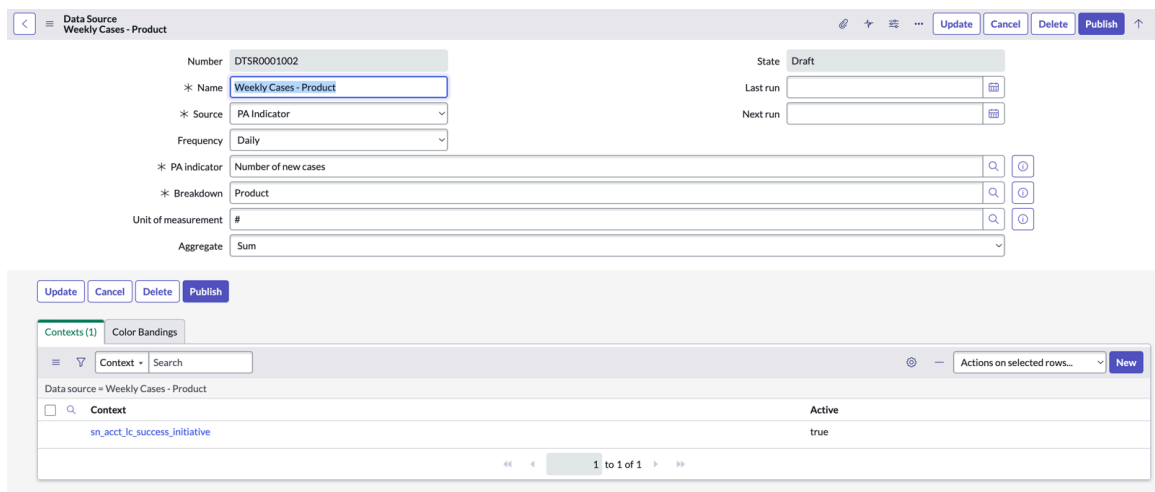 Data Source
Weekly Cases - Product
Update Cancel Delete Publish
Number DTSR0001002
State Draft
Name Weekly Cases - Product
Last run
Source PA Indicator
Next run
Frequency Daily
PA indicator Number of new cases
Breakdown Product
Unit of measurement #
Aggregate Sum
Update Cancel Delete Publish
Contexts (1) Color Bandings
Context Search Actions on selected rows... New
Data source = Weekly Cases - Product
Context Active
sn_acct_lc_success_initiative true
1 to 1 of 1